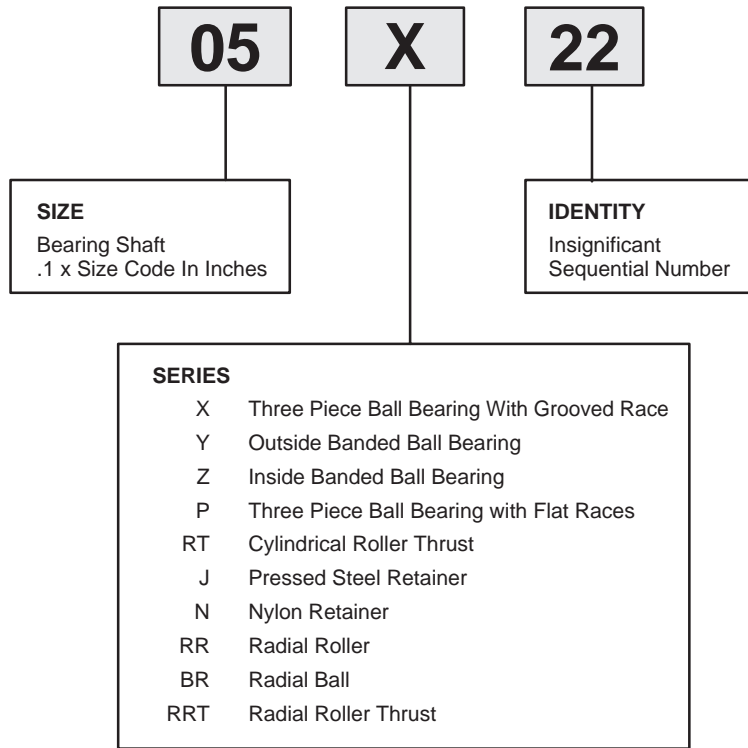 05 X 22
SIZE
Bearing Shaft
.1 x Size Code In Inches
IDENTITY
Insignificant
Sequential Number
SERIES
X Three Piece Ball Bearing With Grooved Race
Y Outside Banded Ball Bearing
Z Inside Banded Ball Bearing
P Three Piece Ball Bearing with Flat Races
RT Cylindrical Roller Thrust
J Pressed Steel Retainer
N Nylon Retainer
RR Radial Roller
BR Radial Ball
RRT Radial Roller Thrust